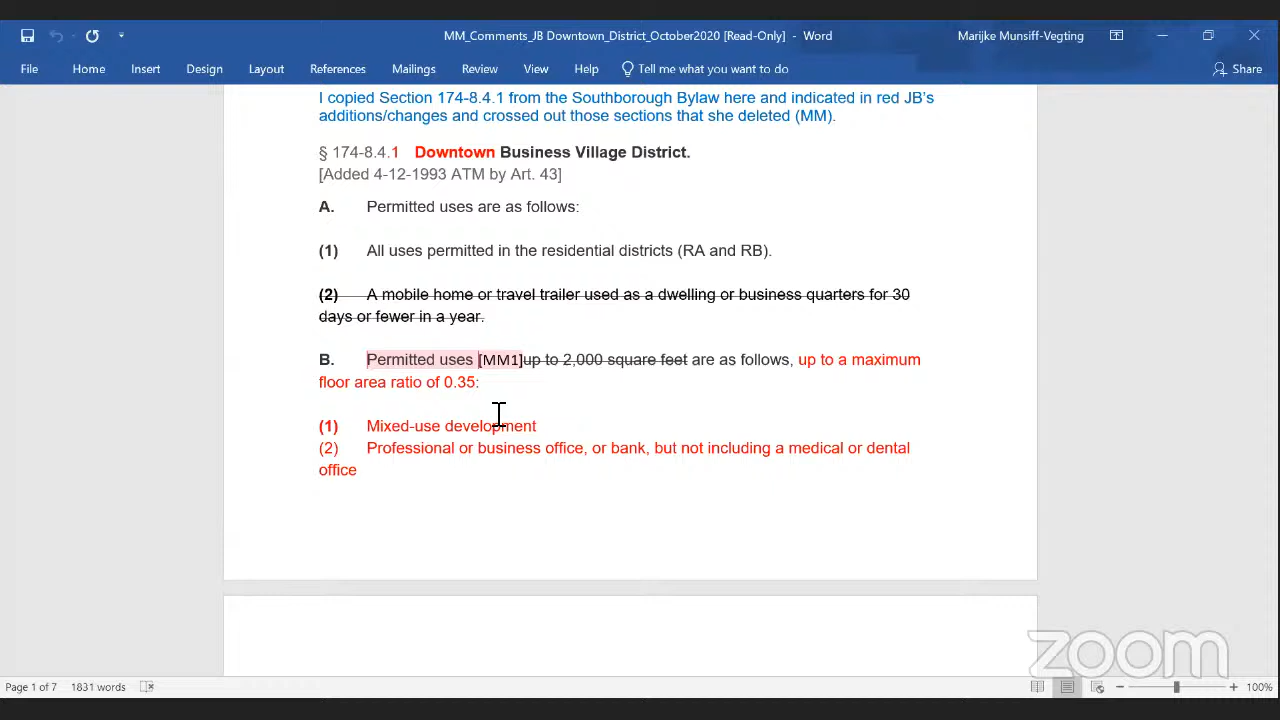 MM_Comments_JB Downtown_District_October2020 [Read-Only] - Word
Marijke Munsiff-Vegting
File Home Insert Design Layout References Mailings Review View Help Tell me what you want to do Share
I copied Section 174-8.4.1 from the Southborough Bylaw here and indicated in red JB's
additions/changes and crossed out those sections that she deleted (MM).
§ 174-8.4.1 Downtown Business Village District.
[Added 4-12-1993 ATM by Art. 43]
A. Permitted uses are as follows:
(1) All uses permitted in the residential districts (RA and RB).
(2) A mobile home or travel trailer used as a dwelling or business quarters for 30
days or fewer in a year.
B. Permitted uses [MM1]up to 2,000 square feet are as follows, up to a maximum
floor area ratio of 0.35:
(1) Mixed-use development
(2) Professional or business office, or bank, but not including a medical or dental
office
zoom
Page 1 of 7 1831 words 100%